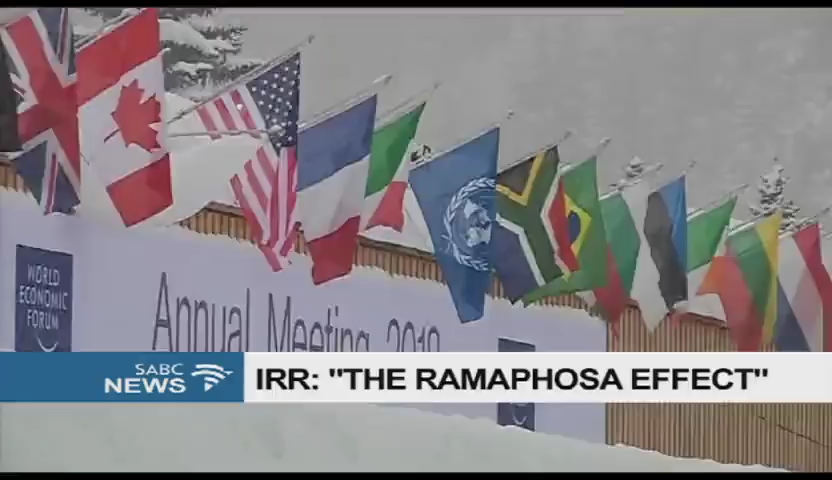 WORLD
ECONOMIC
FORUM
Annual Meeting
SABC
NEWS
IRR: "THE RAMAPHOSA EFFECT"